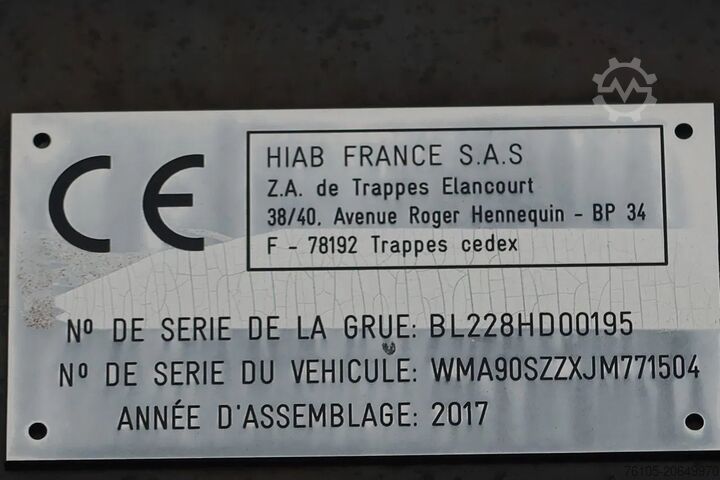 CE
HIAB FRANCE S.A.S
Z.A. de Trappes Elancourt
38/40, Avenue Roger Hennequin - BP 34
F - 78192 Trappes cedex
Nº DE SERIE DE LA GRUE: BL228HD00195
Nº DE SERIE DU VEHICULE: WMA90SZZXJM771504
ANNÉE D'ASSEMBLAGE: 2017